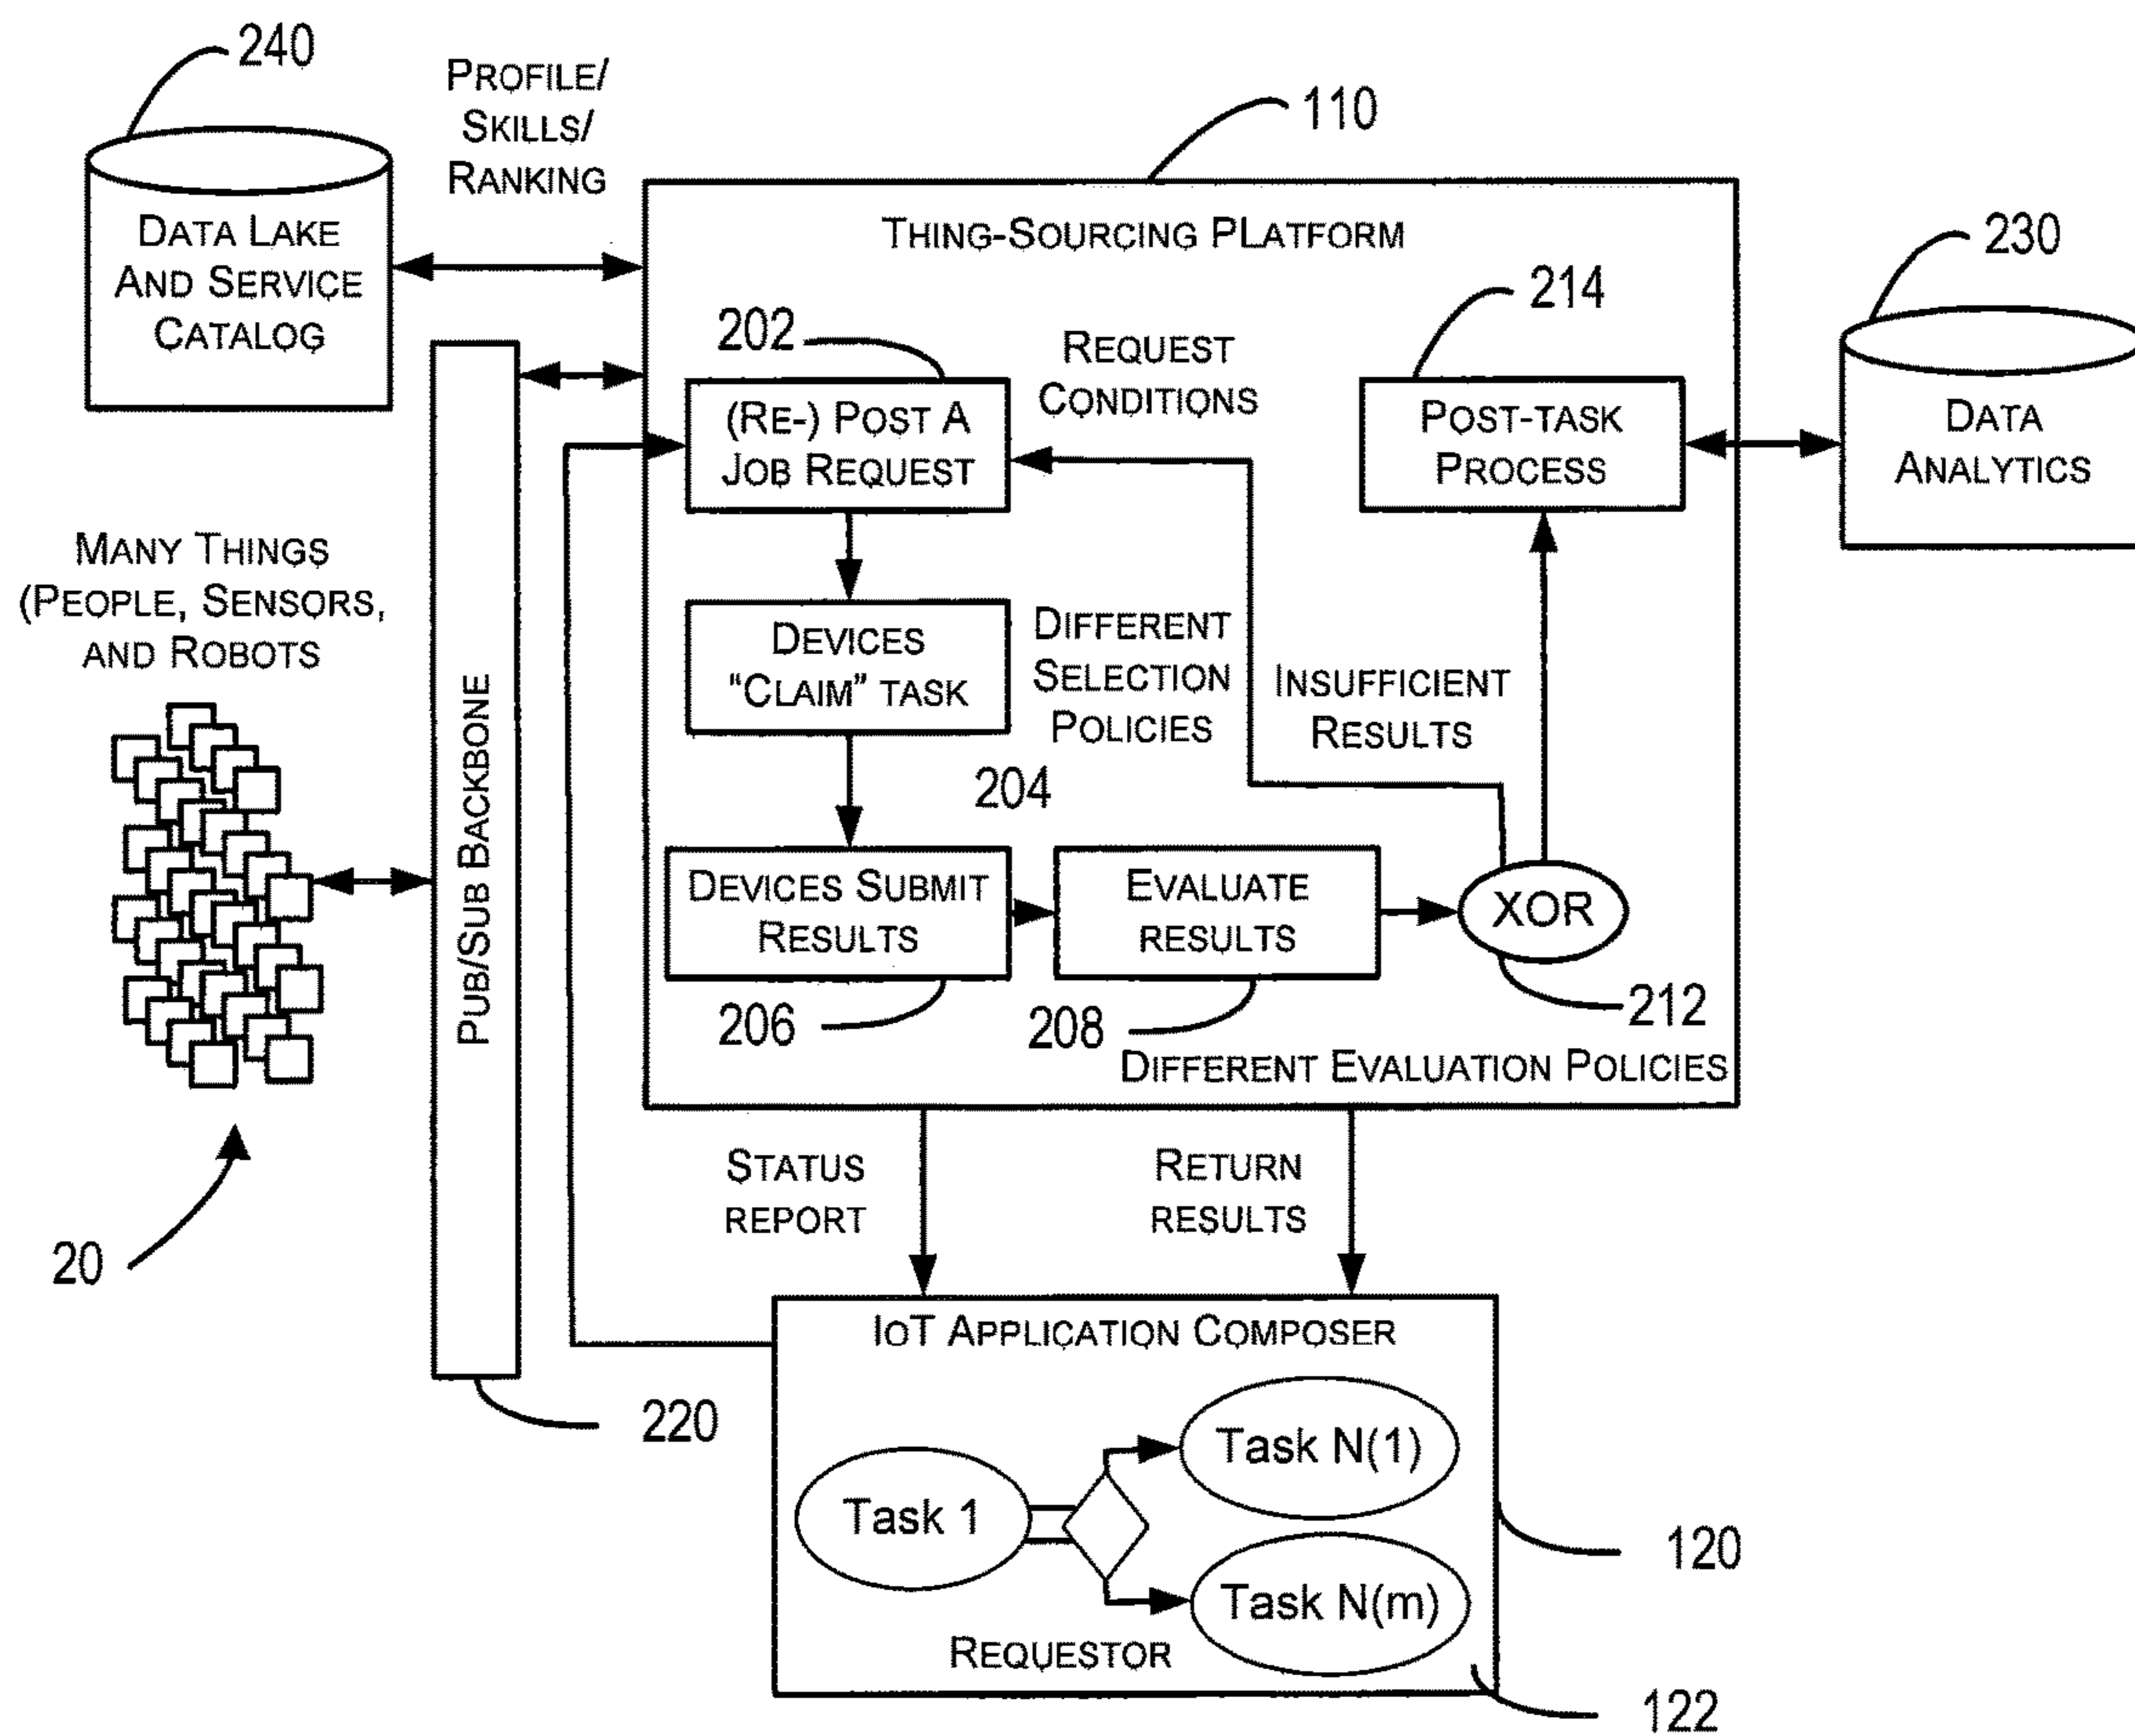 240
PROFILE/
SKILLS/
RANKING
110
DATA LAKE
AND SERVICE
CATALOG
THING-SOURCING PLATFORM
230
202
REQUEST
CONDITIONS
214
(RE-) POST A
JOB REQUEST
POST-TASK
PROCESS
DATA
ANALYTICS
MANY THINGS
(PEOPLE, SENSORS,
AND ROBOTS
PUB/SUB BACKBONE
DEVICES
"CLAIM" TASK
DIFFERENT
SELECTION
POLICIES
INSUFFICIENT
RESULTS
204
DEVICES SUBMIT
RESULTS
EVALUATE
RESULTS
XOR
206
208
212
DIFFERENT EVALUATION POLICIES
STATUS
REPORT
RETURN
RESULTS
20
IOT APPLICATION COMPOSER
220
Task 1
Task N(1)
Task N(m)
REQUESTOR
120
122